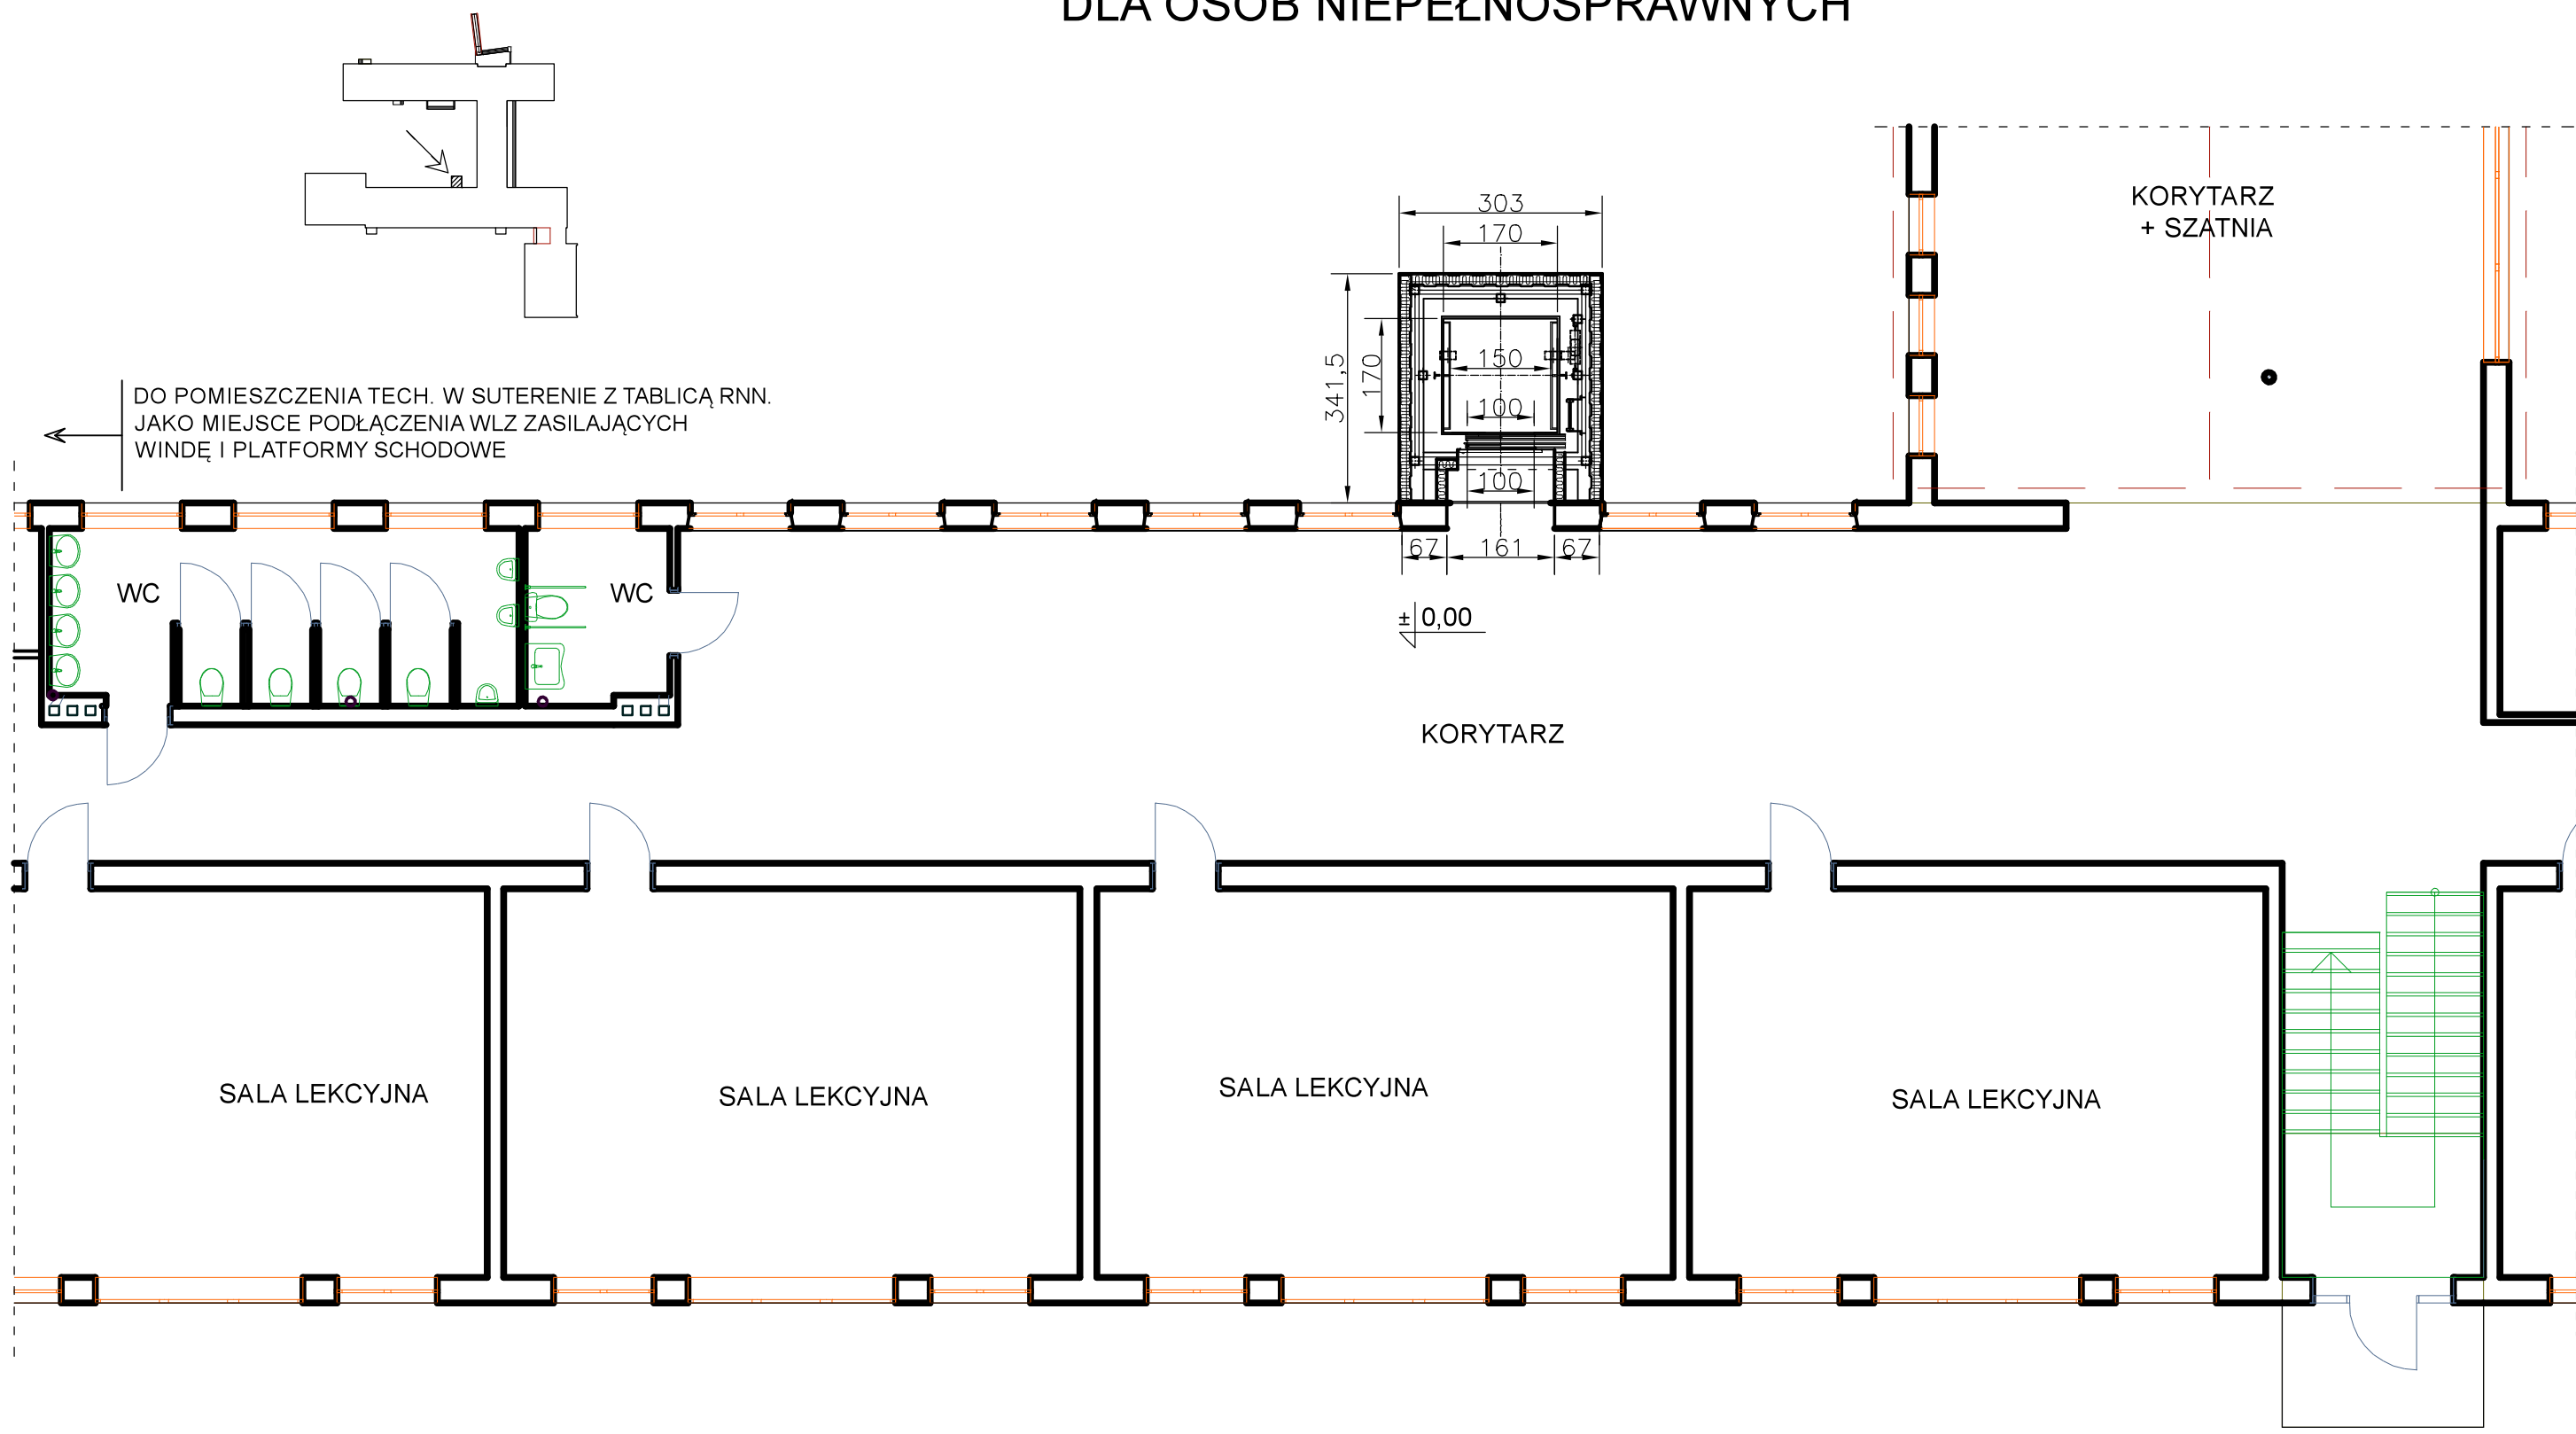 DLA OSÓB NIEPEŁNOSPRAWNYCH
KORYTARZ
+ SZATNIA
303
170
341,5
170
150
100
100
DO POMIESZCZENIA TECH. W SUTERENIE Z TABLICĄ RNN.
JAKO MIEJSCE PODŁĄCZENIA WLZ ZASILAJĄCYCH
WINDĘ I PLATFORMY SCHODOWE
67 161 67
WC
WC
± 0,00
KORYTARZ
SALA LEKCYJNA
SALA LEKCYJNA
SALA LEKCYJNA
SALA LEKCYJNA